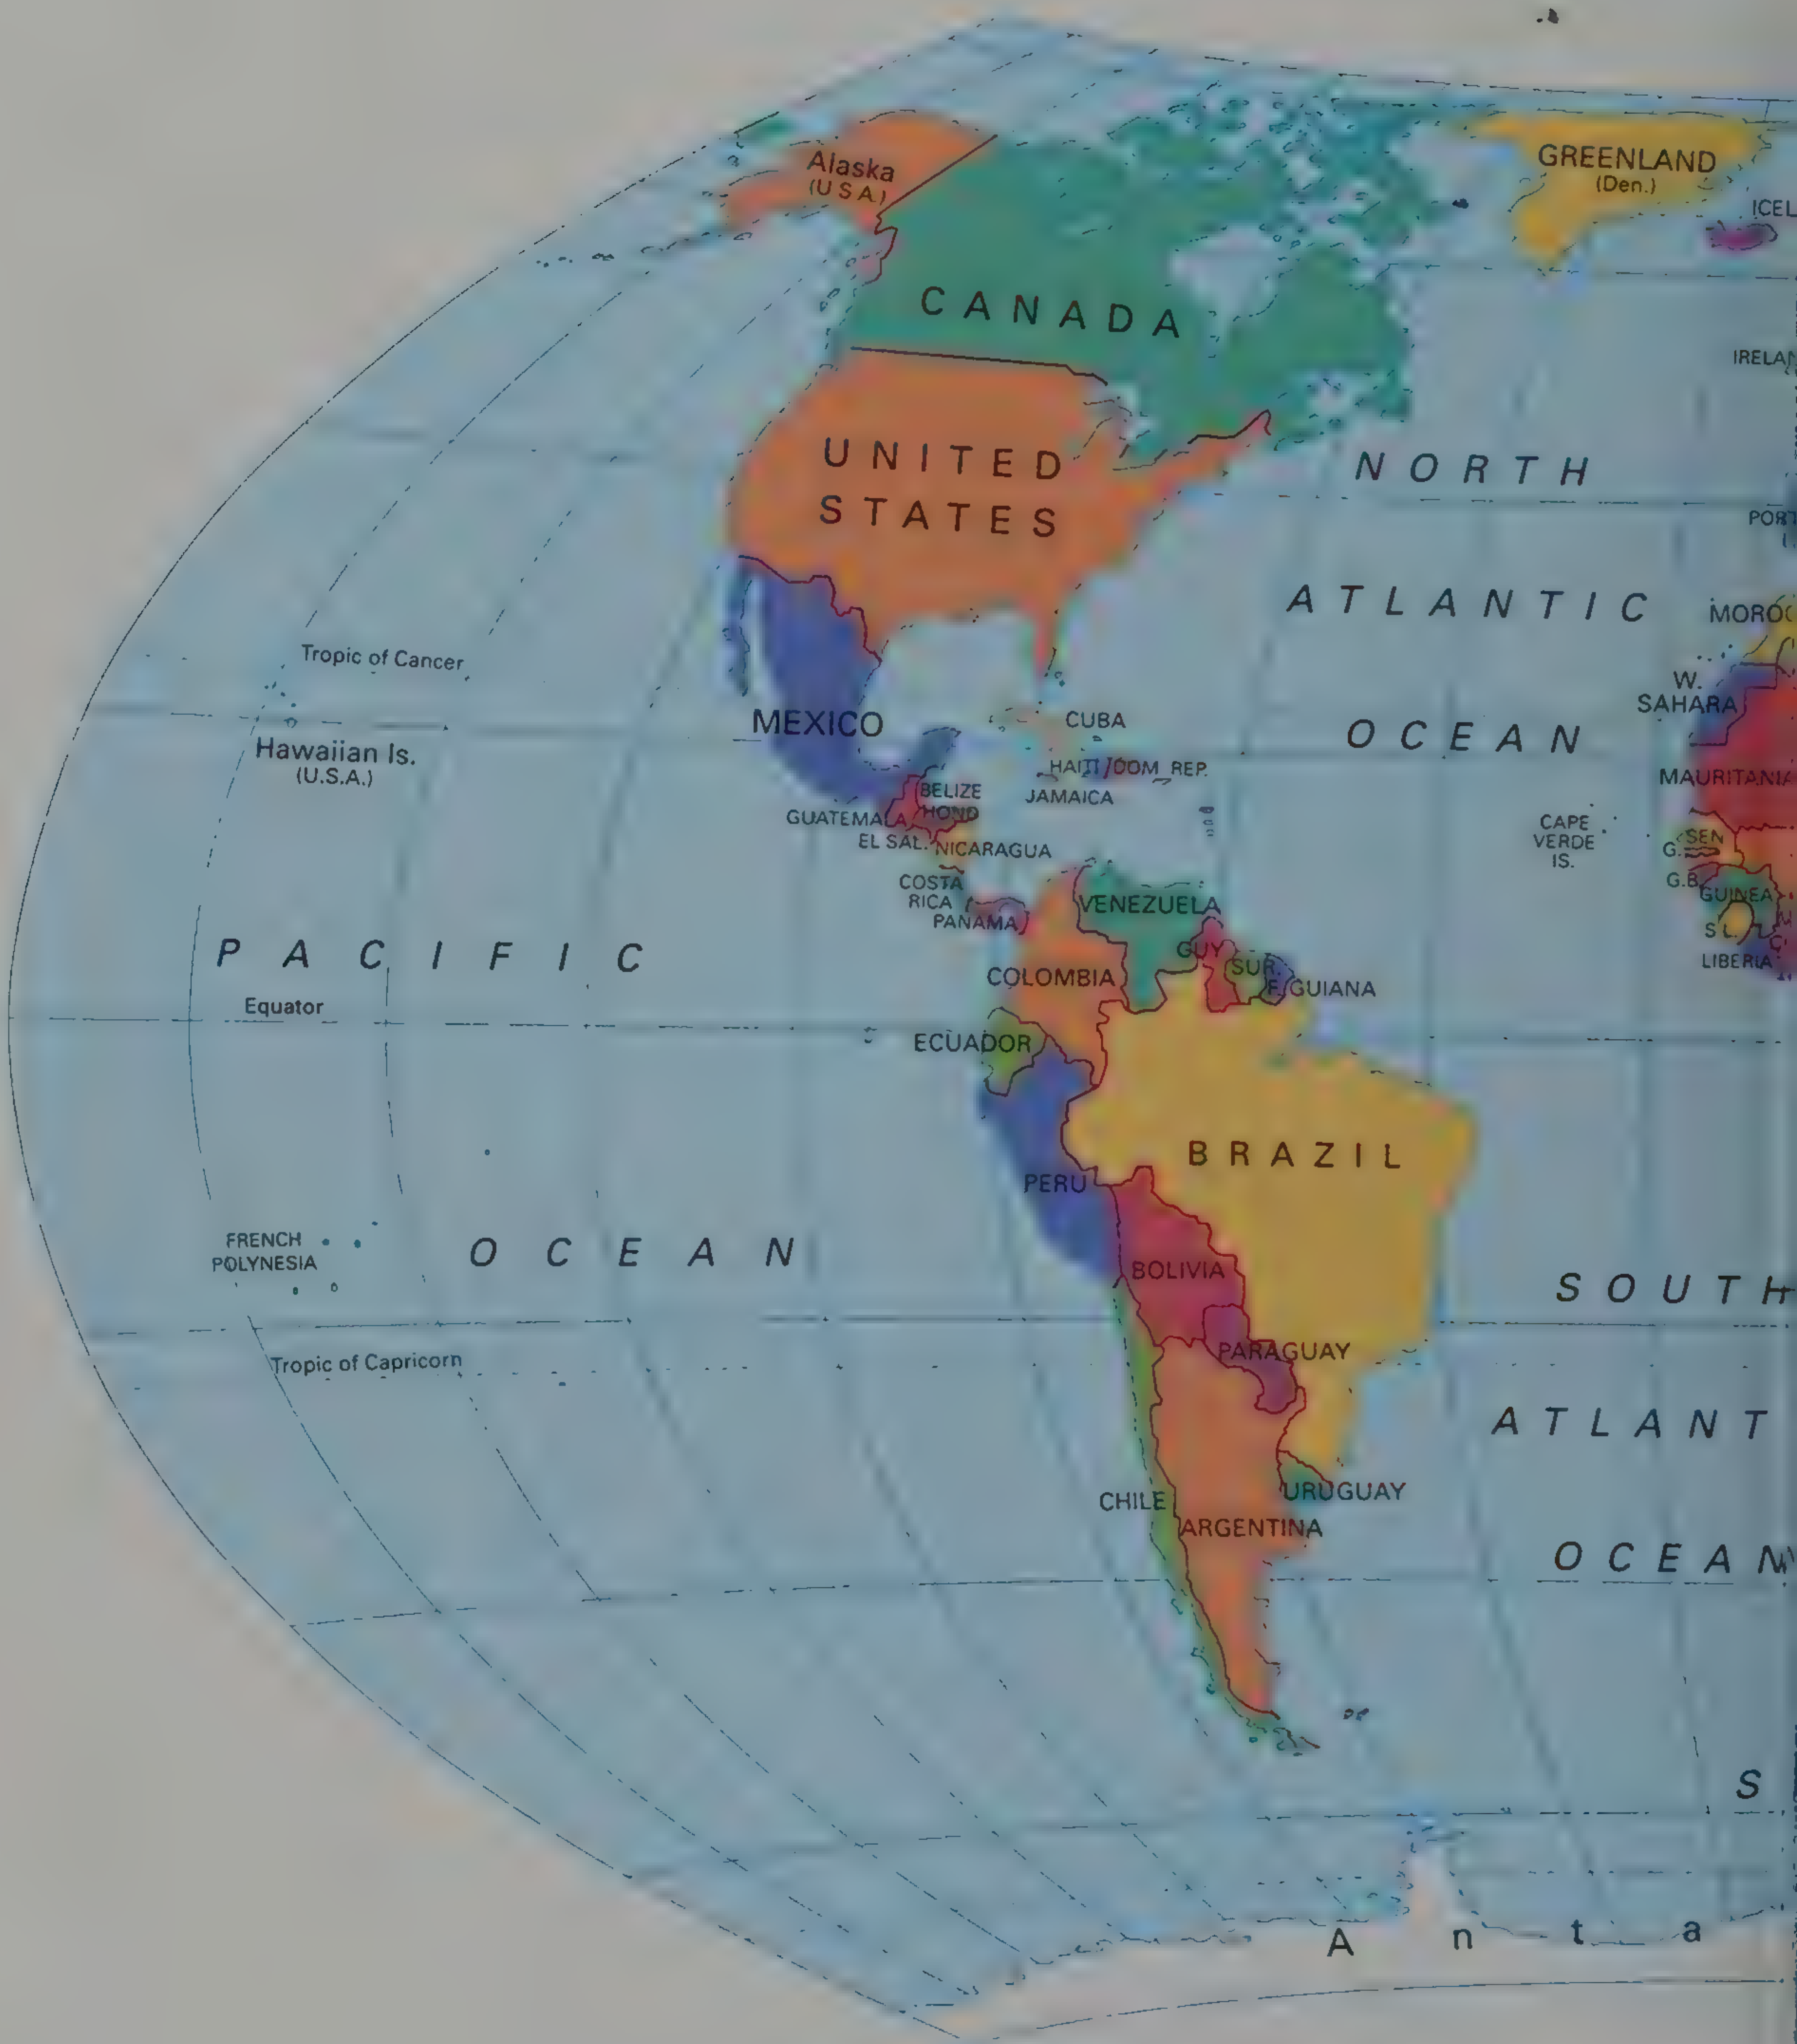 Alaska
(U.S.A.)
GREENLAND
(Den.)
ICEL
CANADA
IRELAN
UNITED
STATES
NORTH
PORT
ATLANTIC
MOROC
Tropic of Cancer
W.
SAHARA
MEXICO
CUBA
OCEAN
Hawaiian Is.
(U.S.A.)
HAITI/DOM. REP.
MAURITANIA
BELIZE
JAMAICA
GUATEMALA
HOND
CAPE
VERDE
IS.
EL SAL.
NICARAGUA
SEN
G.
COSTA
RICA
G.B.
GUINEA
VENEZUELA
PANAMA
S.L.
PACIFIC
GUY
SUR.
LIBERIA
COLOMBIA
F. GUIANA
Equator
ECUADOR
BRAZIL
PERU
FRENCH
POLYNESIA
OCEAN
BOLIVIA
SOUTH
Tropic of Capricorn
PARAGUAY
ATLANT
CHILE
URUGUAY
ARGENTINA
OCEAN
S
Anta